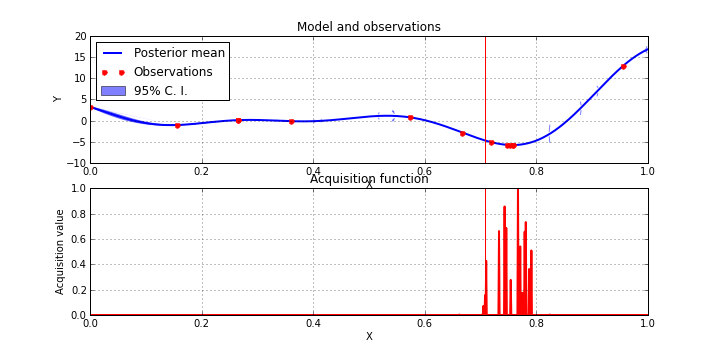 Model and observations
20
15
10
5
0
−5
−10
Y
Posterior mean
Observations
95% C. I.
0.0 0.2 0.4 0.6 0.8 1.0
X
Acquisition function
1.0
0.8
0.6
0.4
0.2
0.0
Acquisition value
0.0 0.2 0.4 0.6 0.8 1.0
X